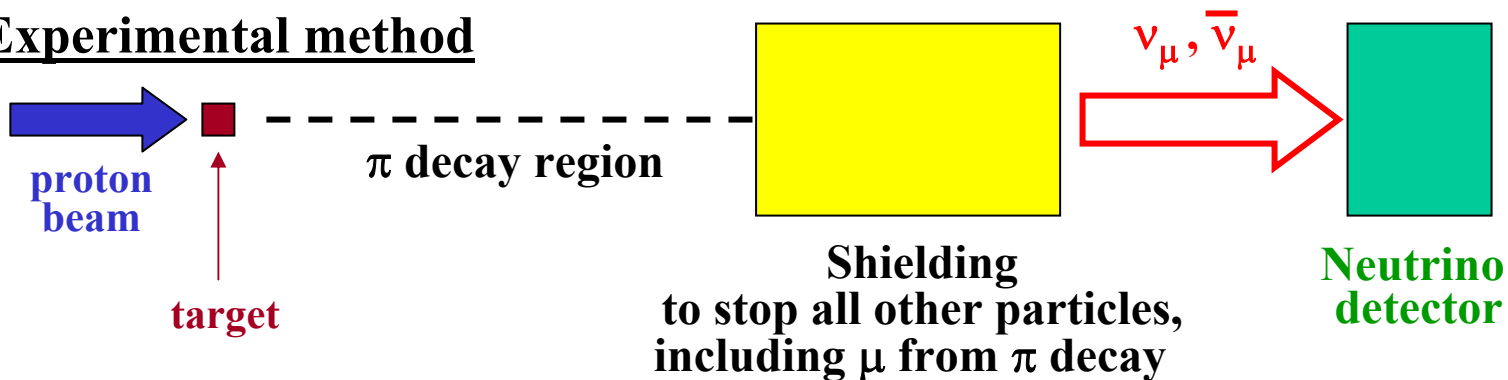 Experimental method
νμ, ν̅μ
π decay region
proton
beam
target
Shielding
to stop all other particles,
including μ from π decay
Neutrino
detector